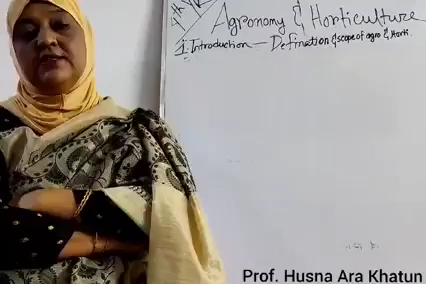 Agronomy & Horticulture
1. Introduction — Defination & scope of agro & Horti.
Prof. Husna Ara Khatun